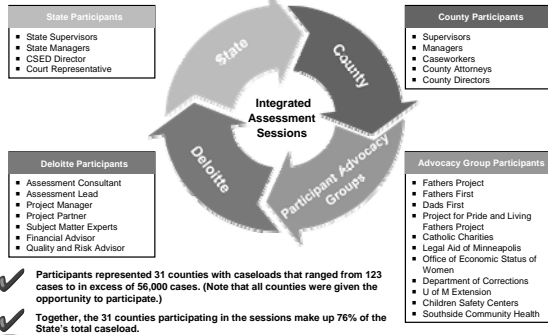 State Participants
State Supervisors
State Managers
CSED Director
Court Representative
State
County
Integrated
Assessment
Sessions
Deloitte
Participant Advocacy
Groups
County Participants
Supervisors
Managers
Caseworkers
County Attorneys
County Directors
Deloitte Participants
Assessment Consultant
Assessment Lead
Project Manager
Project Partner
Subject Matter Experts
Financial Advisor
Quality and Risk Advisor
Advocacy Group Participants
Fathers Project
Fathers First
Dads First
Project for Pride and Living
Fathers Project
Catholic Charities
Legal Aid of Minneapolis
Office of Economic Status of
Women
Department of Corrections
U of M Extension
Children Safety Centers
Southside Community Health
Participants represented 31 counties with caseloads that ranged from 123
cases to in excess of 56,000 cases. (Note that all counties were given the
opportunity to participate.)
Together, the 31 counties participating in the sessions make up 76% of the
State's total caseload.